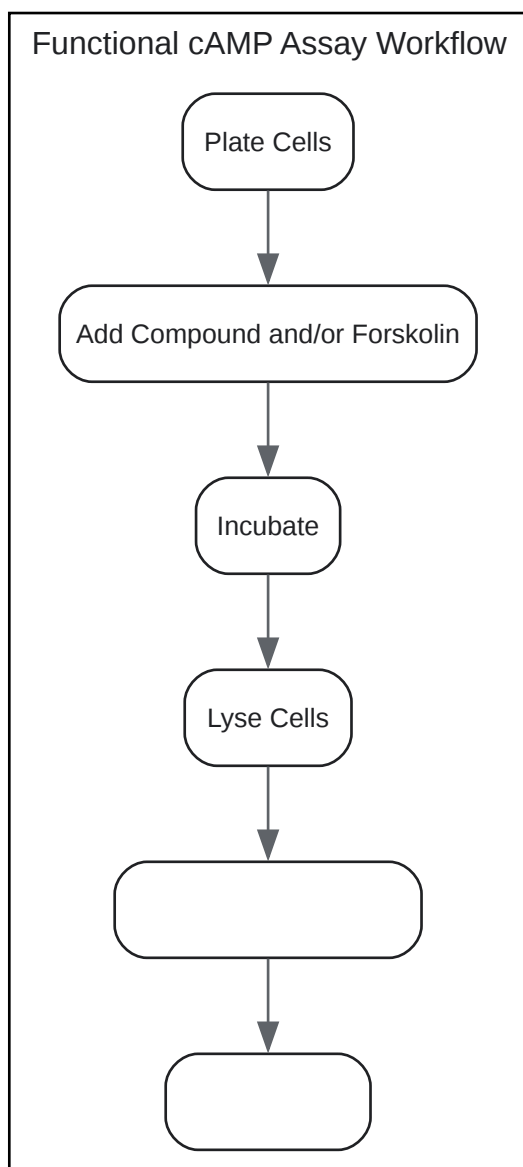 Functional cAMP Assay Workflow
Plate Cells
Add Compound and/or Forskolin
Incubate
Lyse Cells